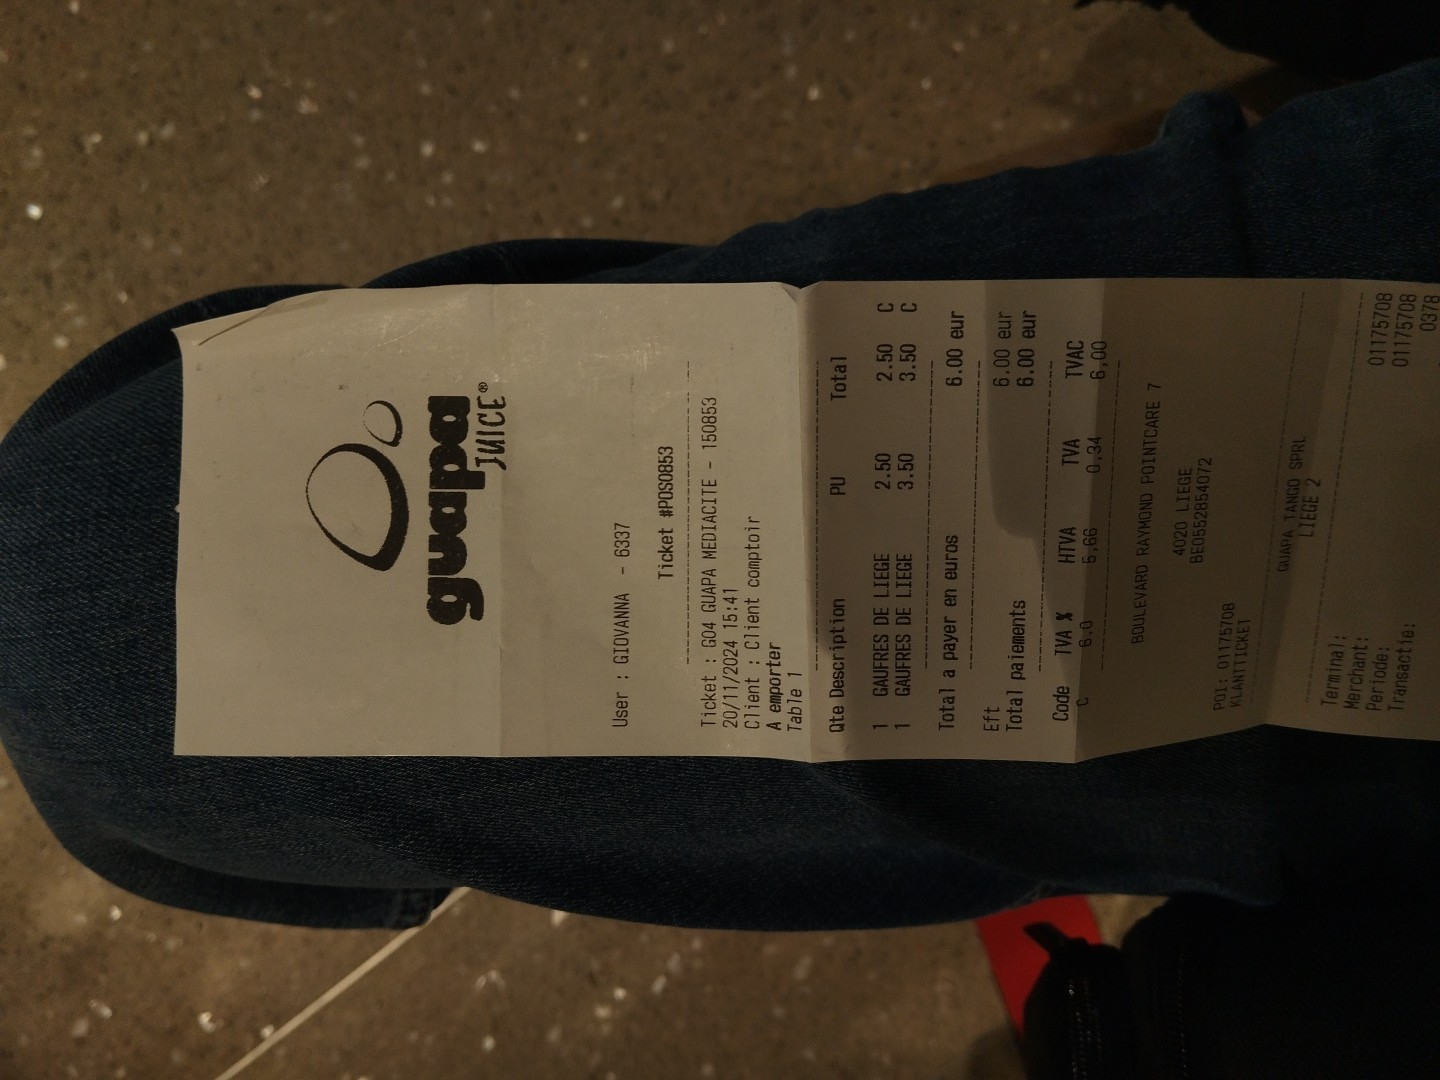 guapa
JUICE®
User : GIOVANNA - 6337
Ticket #POS0853
Ticket : G04 GUAPA MEDIACITE - 150853
20/11/2024 15:41
Client : Client comptoir
A emporter
Table 1
Qte Description PU Total
1 GAUFRES DE LIEGE 2.50 2.50 C
1 GAUFRES DE LIEGE 3.50 3.50 C
Total a payer en euros 6.00 eur
Eft 6.00 eur
Total paiements 6.00 eur
Code TVA % HTVA TVA TVAC
C 6.0 5,66 0,34 6,00
BOULEVARD RAYMOND POINTCARE 7
4020 LIEGE
BE0552854072
POI: 01175708
KLANTTICKET
GUAPA TANGO SPRL
LIEGE 2
Terminal: 01175708
Merchant: 01175708
Periode: 0378
Transactie: